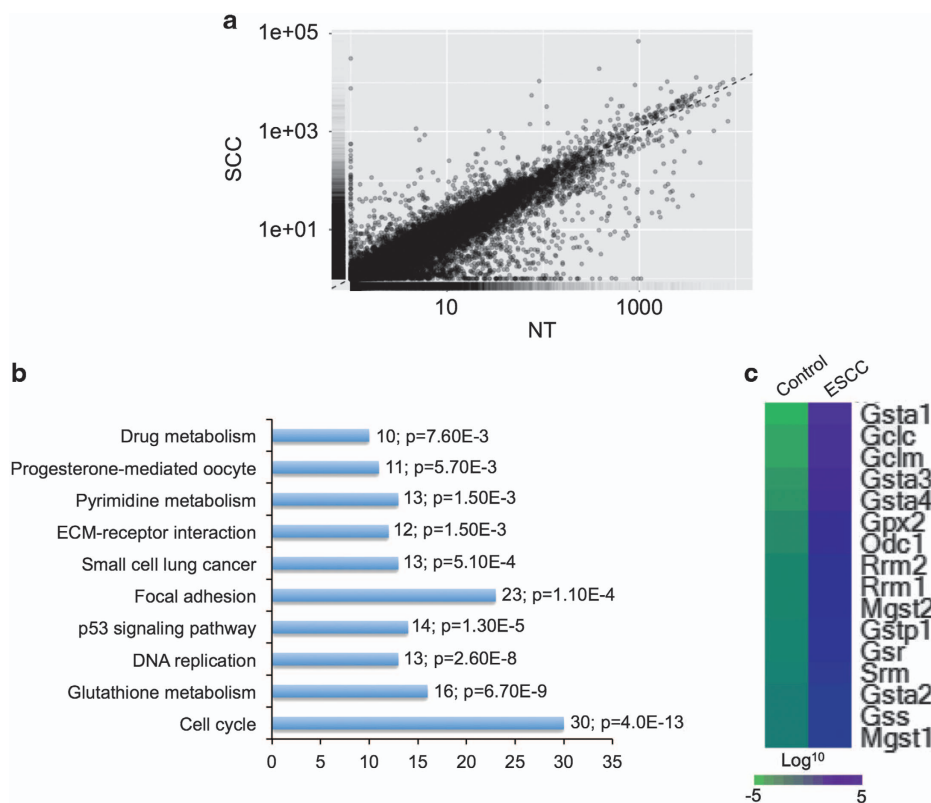 a
1e+05
1e+03
1e+01
SCC
10
1000
NT
b
Drug metabolism
10; p=7.60E-3
Progesterone-mediated oocyte
11; p=5.70E-3
Pyrimidine metabolism
13; p=1.50E-3
ECM-receptor interaction
12; p=1.50E-3
Small cell lung cancer
13; p=5.10E-4
Focal adhesion
23; p=1.10E-4
p53 signaling pathway
14; p=1.30E-5
DNA replication
13; p=2.60E-8
Glutathione metabolism
16; p=6.70E-9
Cell cycle
30; p=4.0E-13
0 5 10 15 20 25 30 35
c
Control
ESCC
Gsta1
Gclc
Gclm
Gsta3
Gsta4
Gpx2
Odc1
Rrm2
Rrm1
Mgst2
Gstp1
Gsr
Srm
Gsta2
Gss
Mgst1
Log¹⁰
-5 5